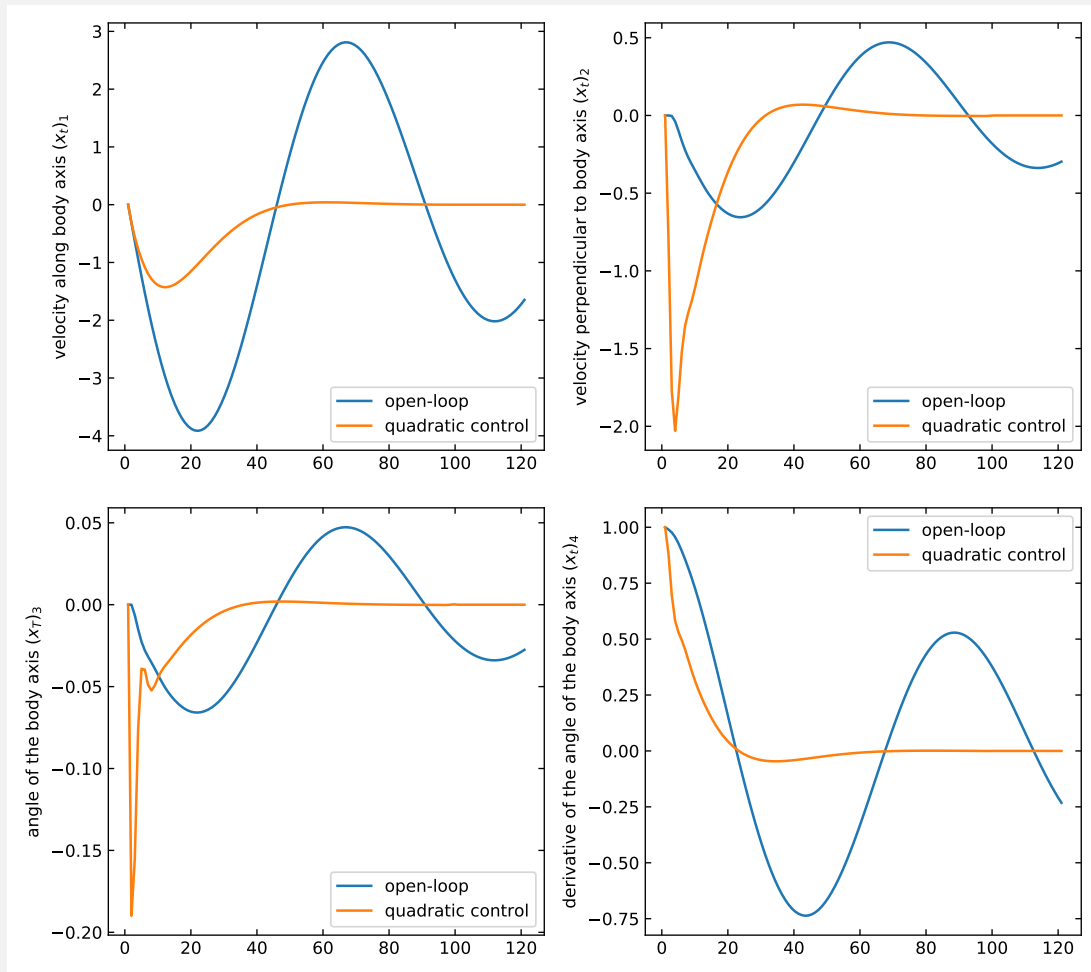 velocity along body axis (x_t)_1
3
2
1
0
−1
−2
−3
−4
0 20 40 60 80 100 120
open-loop
quadratic control
velocity perpendicular to body axis (x_t)_2
0.5
0.0
−0.5
−1.0
−1.5
−2.0
0 20 40 60 80 100 120
open-loop
quadratic control
angle of the body axis (x_T)_3
0.05
0.00
−0.05
−0.10
−0.15
−0.20
0 20 40 60 80 100 120
open-loop
quadratic control
derivative of the angle of the body axis (x_t)_4
1.00
0.75
0.50
0.25
0.00
−0.25
−0.50
−0.75
0 20 40 60 80 100 120
open-loop
quadratic control